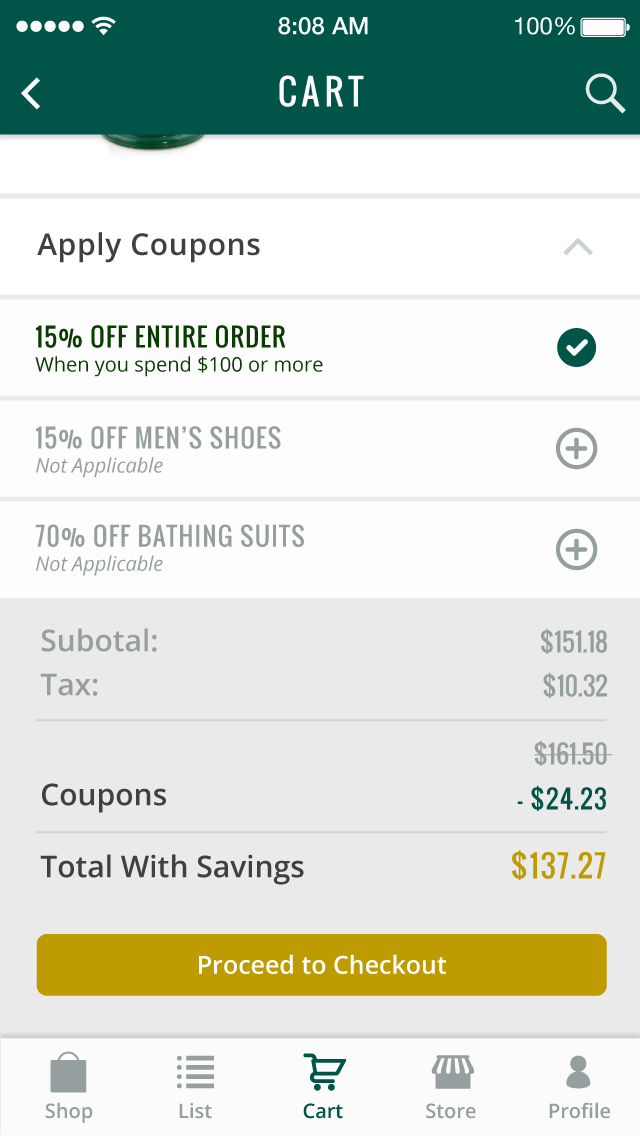 8:08 AM 100%
CART
Apply Coupons
15% OFF ENTIRE ORDER
When you spend $100 or more
15% OFF MEN'S SHOES
Not Applicable
70% OFF BATHING SUITS
Not Applicable
Subotal: $151.18
Tax: $10.32
$161.50
Coupons - $24.23
Total With Savings $137.27
Proceed to Checkout
Shop List Cart Store Profile